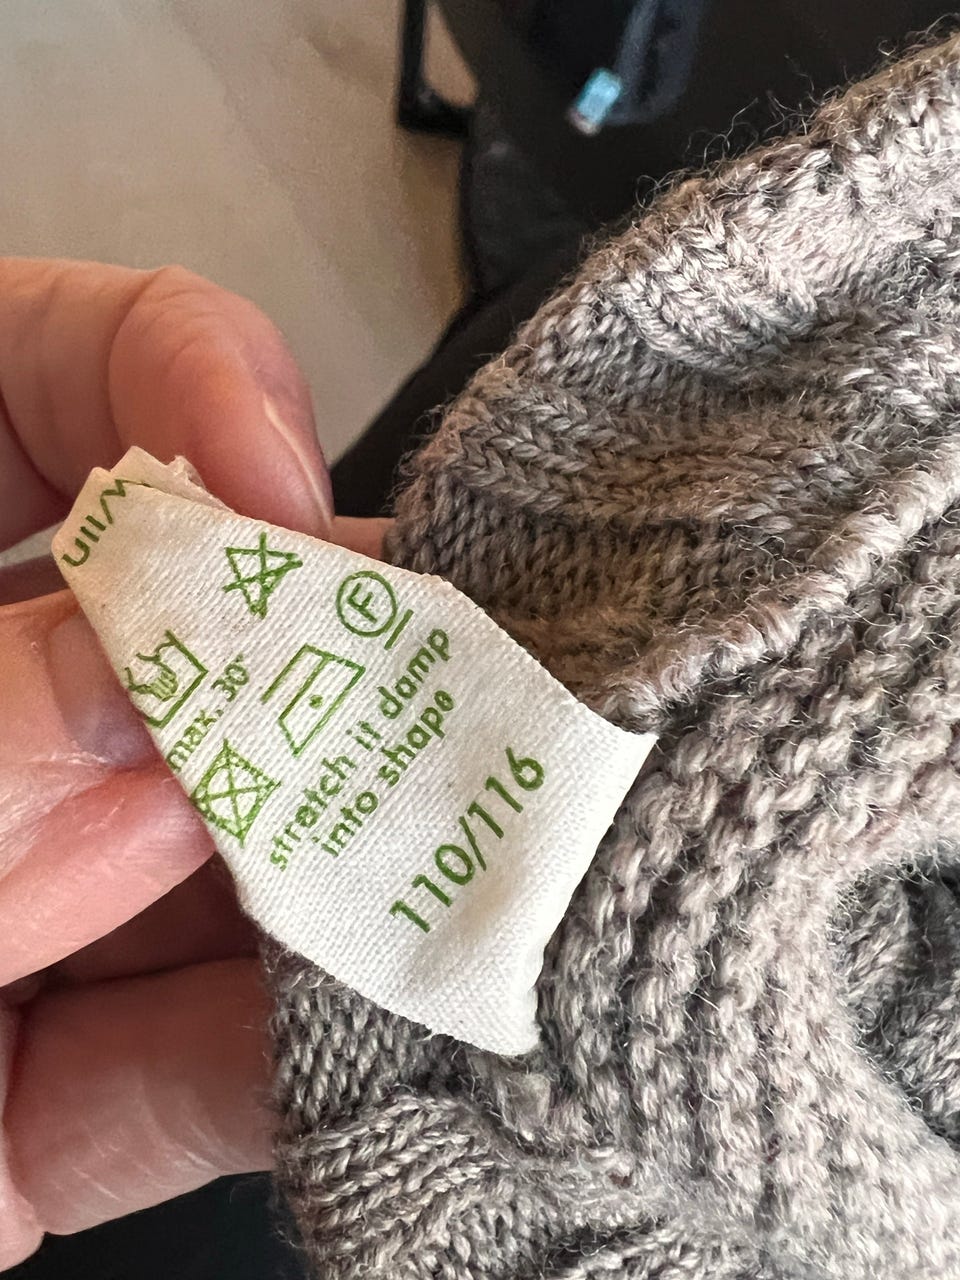 F
max. 30°
stretch it damp
into shape
110/116